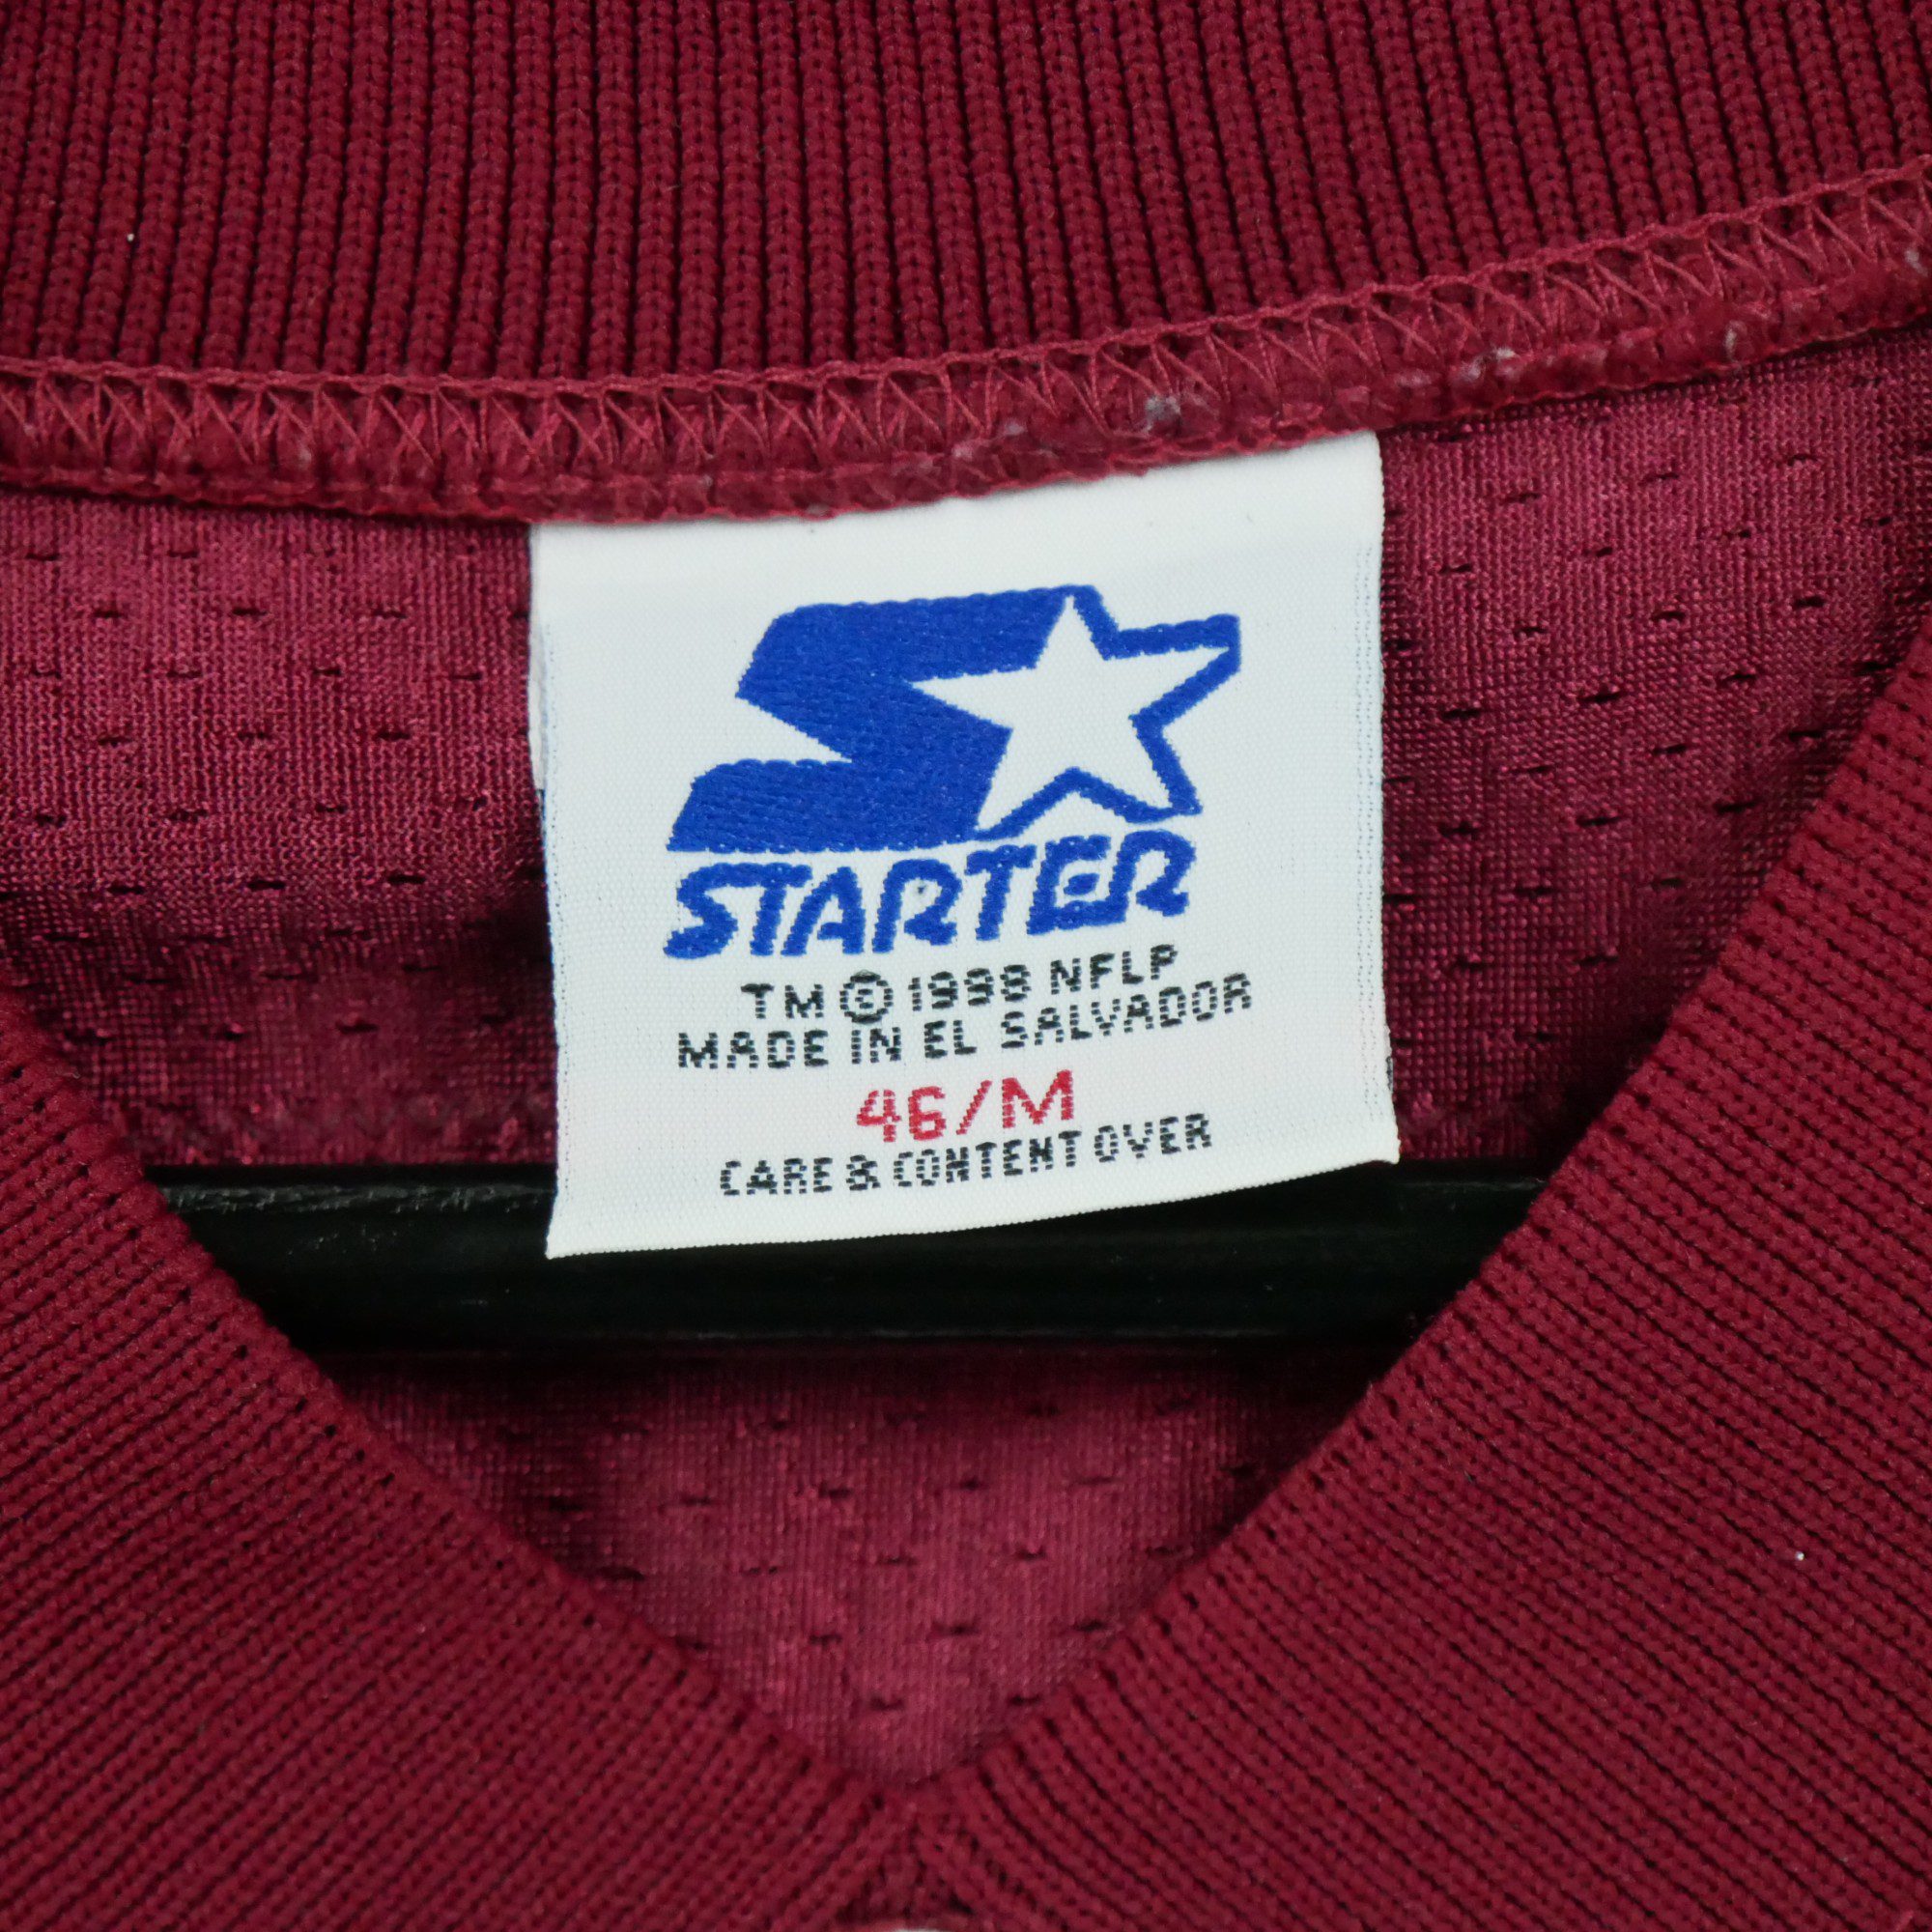 STARTER
TM © 1998 NFLP
MADE IN EL SALVADOR
46/M
CARE & CONTENT OVER